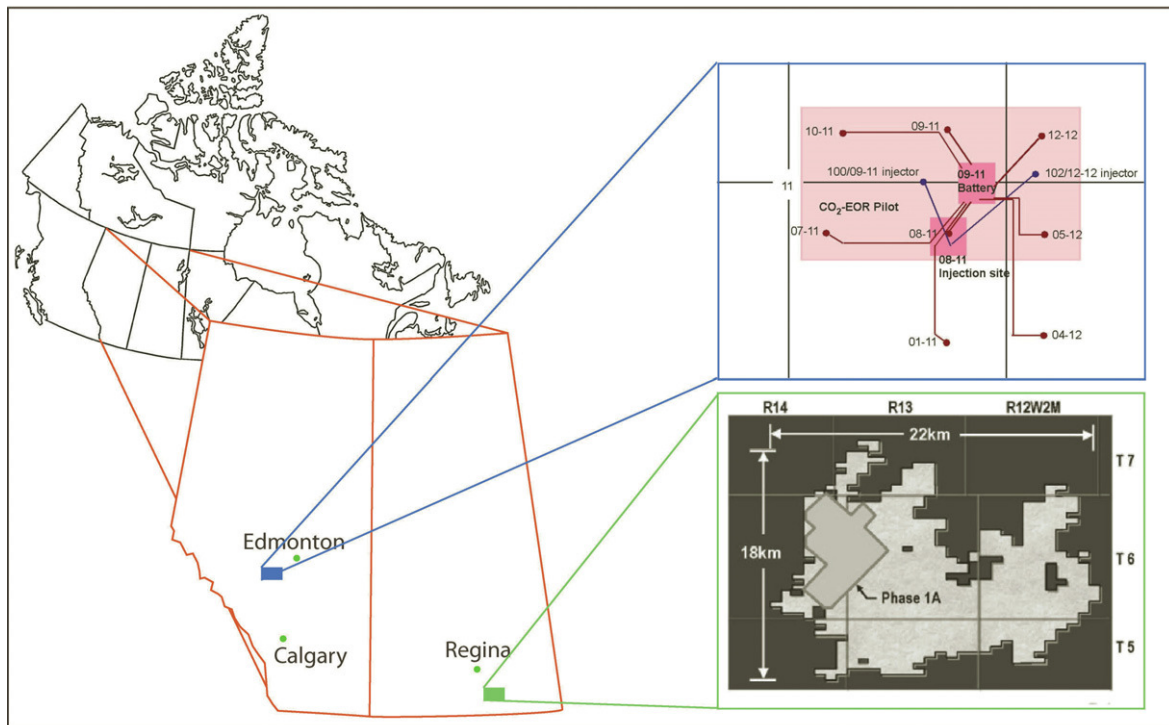 10-11
09-11
12-12
100/09-11 injector
09-11
Battery
102/12-12 injector
11
CO₂-EOR Pilot
07-11
08-11
05-12
08-11
Injection site
01-11
04-12
R14
R13
R12W2M
22km
T 7
18km
T 6
Phase 1A
T 5
Edmonton
Calgary
Regina